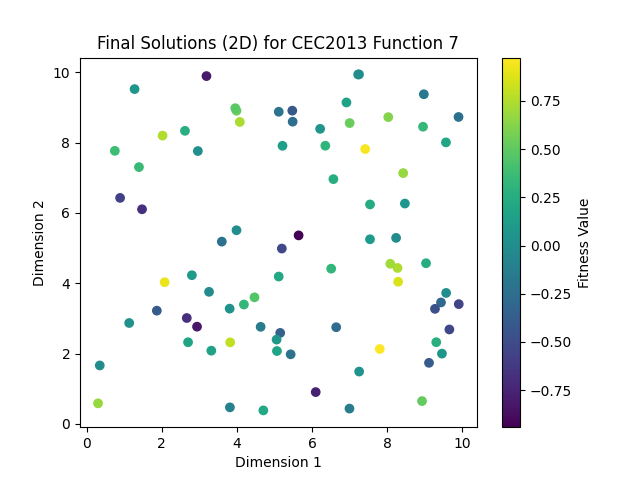 Final Solutions (2D) for CEC2013 Function 7
10
8
6
4
2
0
Dimension 2
0 2 4 6 8 10
Dimension 1
0.75
0.50
0.25
0.00
−0.25
−0.50
−0.75
Fitness Value